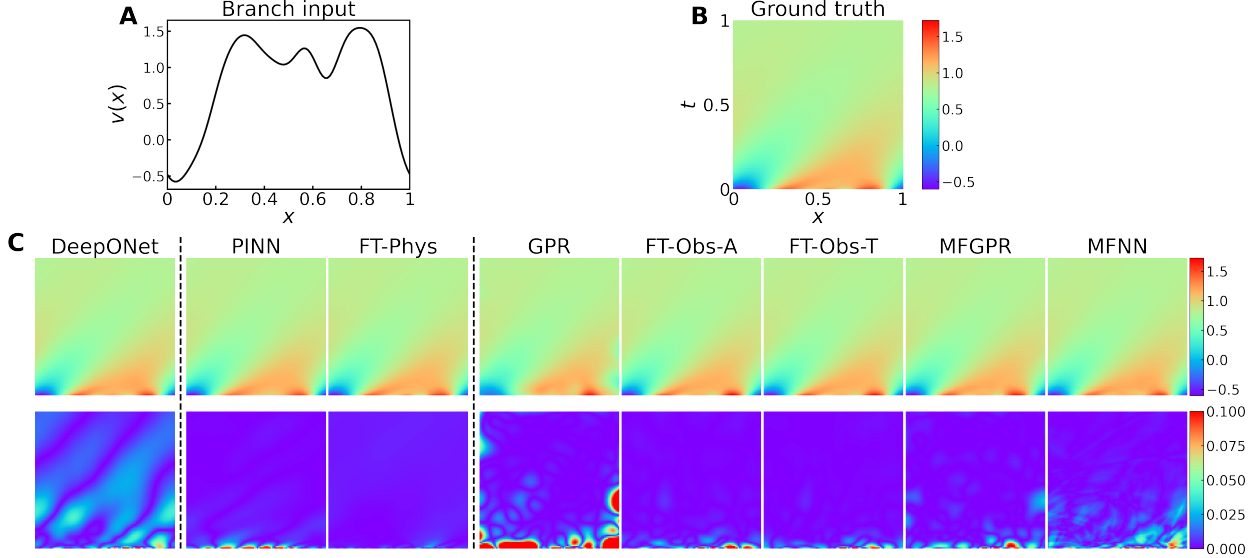 A
Branch input
1.5
1.0
0.5
0.0
−0.5
v(x)
0 0.2 0.4 0.6 0.8 1
x
B
Ground truth
1
0.5
0
t
0 0.5 1
x
1.5
1.0
0.5
0.0
−0.5
C
DeepONet PINN FT-Phys GPR FT-Obs-A FT-Obs-T MFGPR MFNN
1.5
1.0
0.5
0.0
−0.5
0.100
0.075
0.050
0.025
0.000